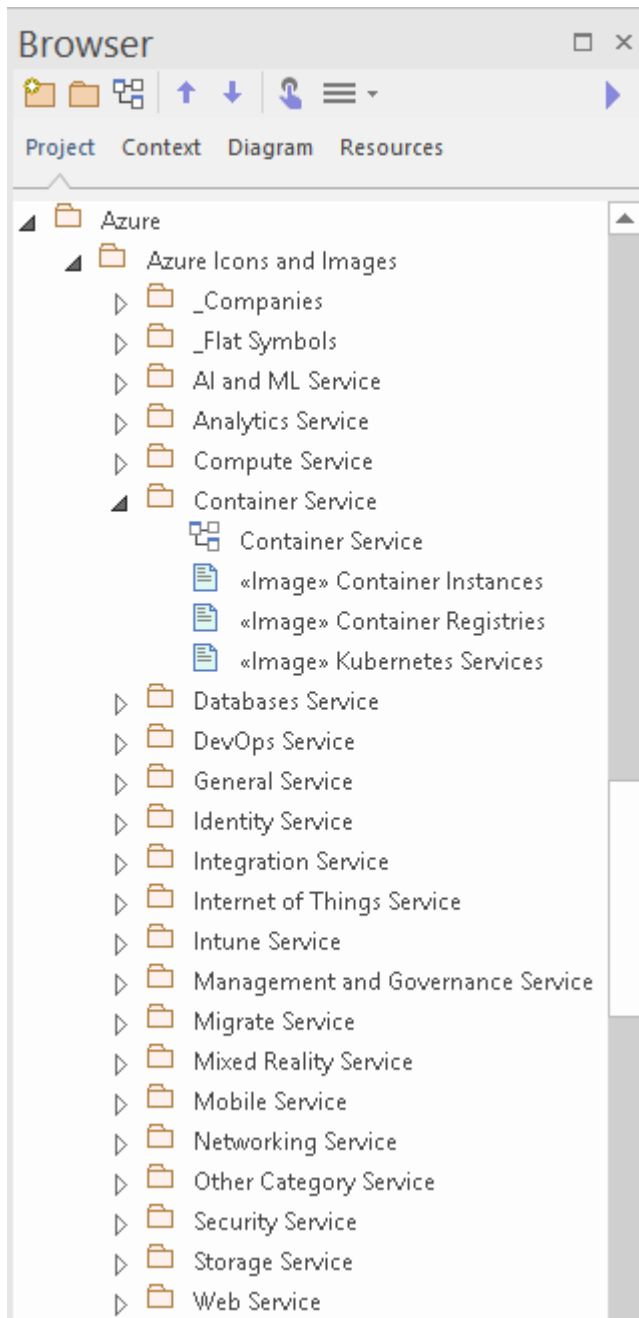 Browser
Project Context Diagram Resources
Azure
Azure Icons and Images
_Companies
_Flat Symbols
AI and ML Service
Analytics Service
Compute Service
Container Service
Container Service
«Image» Container Instances
«Image» Container Registries
«Image» Kubernetes Services
Databases Service
DevOps Service
General Service
Identity Service
Integration Service
Internet of Things Service
Intune Service
Management and Governance Service
Migrate Service
Mixed Reality Service
Mobile Service
Networking Service
Other Category Service
Security Service
Storage Service
Web Service